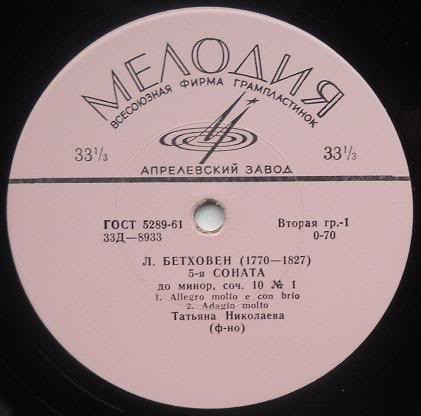 МЕЛОДИЯ
ВСЕСОЮЗНАЯ ФИРМА ГРАМПЛАСТИНОК
33⅓ 33⅓
АПРЕЛЕВСКИЙ ЗАВОД
ГОСТ 5289-61 Вторая гр.-1
33Д—8933 0-70
Л. БЕТХОВЕН (1770—1827)
5-я СОНАТА
до минор, соч. 10 № 1
1. Allegro molto e con brio
2. Adagio molto
Татьяна Николаева
(ф-но)